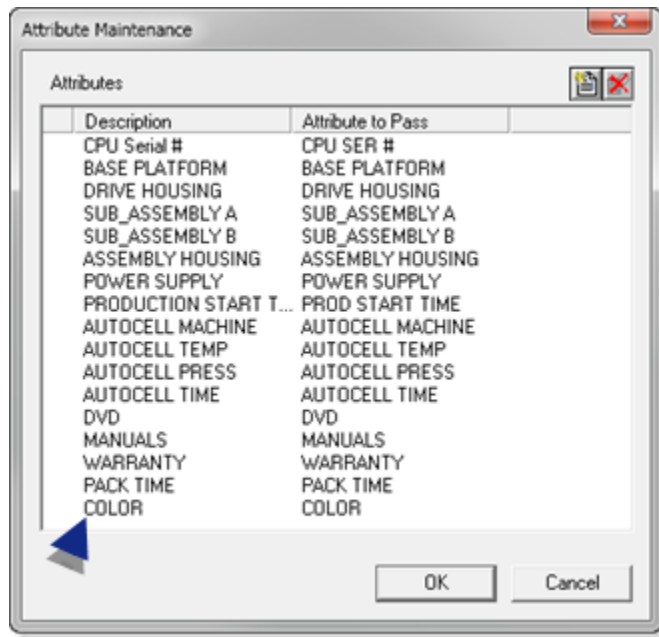 Attribute Maintenance
Attributes
Description Attribute to Pass
CPU Serial # CPU SER #
BASE PLATFORM BASE PLATFORM
DRIVE HOUSING DRIVE HOUSING
SUB_ASSEMBLY A SUB_ASSEMBLY A
SUB_ASSEMBLY B SUB_ASSEMBLY B
ASSEMBLY HOUSING ASSEMBLY HOUSING
POWER SUPPLY POWER SUPPLY
PRODUCTION START T... PROD START TIME
AUTOCELL MACHINE AUTOCELL MACHINE
AUTOCELL TEMP AUTOCELL TEMP
AUTOCELL PRESS AUTOCELL PRESS
AUTOCELL TIME AUTOCELL TIME
DVD DVD
MANUALS MANUALS
WARRANTY WARRANTY
PACK TIME PACK TIME
COLOR COLOR
OK Cancel